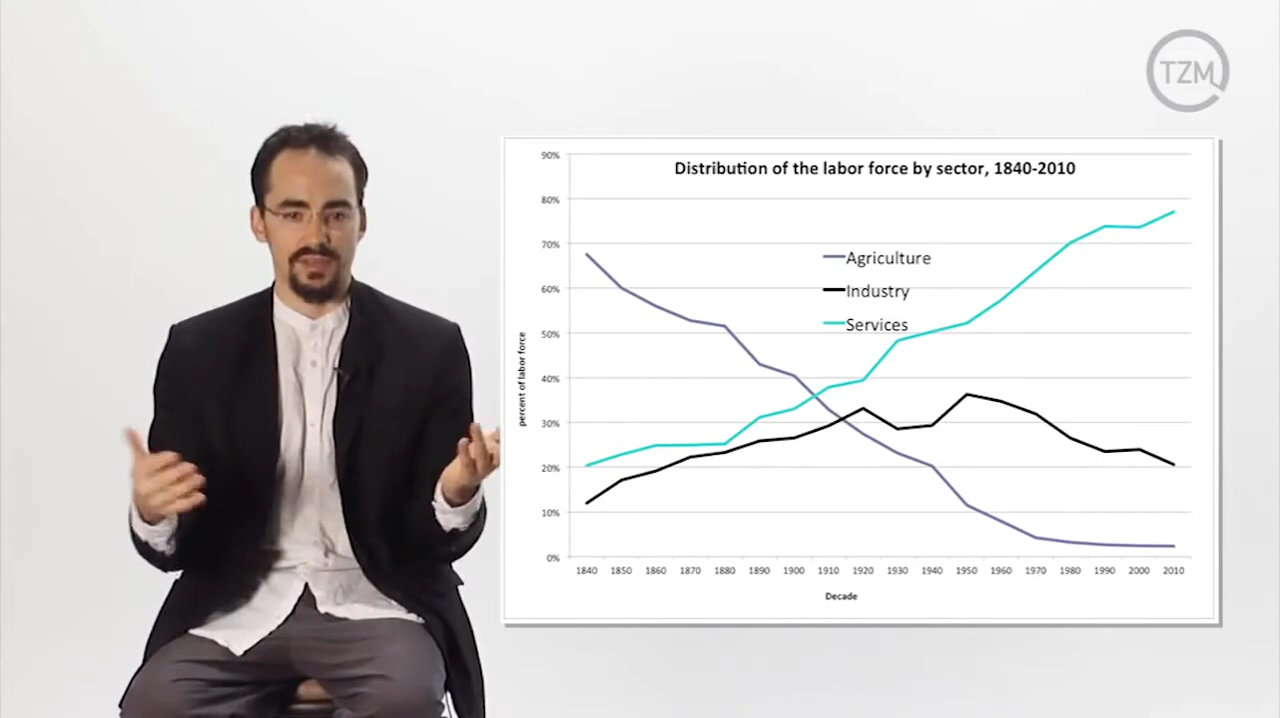 TZM
Distribution of the labor force by sector, 1840-2010
90%
80%
70%
60%
50%
40%
30%
20%
10%
0%
percent of labor force
Agriculture
Industry
Services
1840 1850 1860 1870 1880 1890 1900 1910 1920 1930 1940 1950 1960 1970 1980 1990 2000 2010
Decade